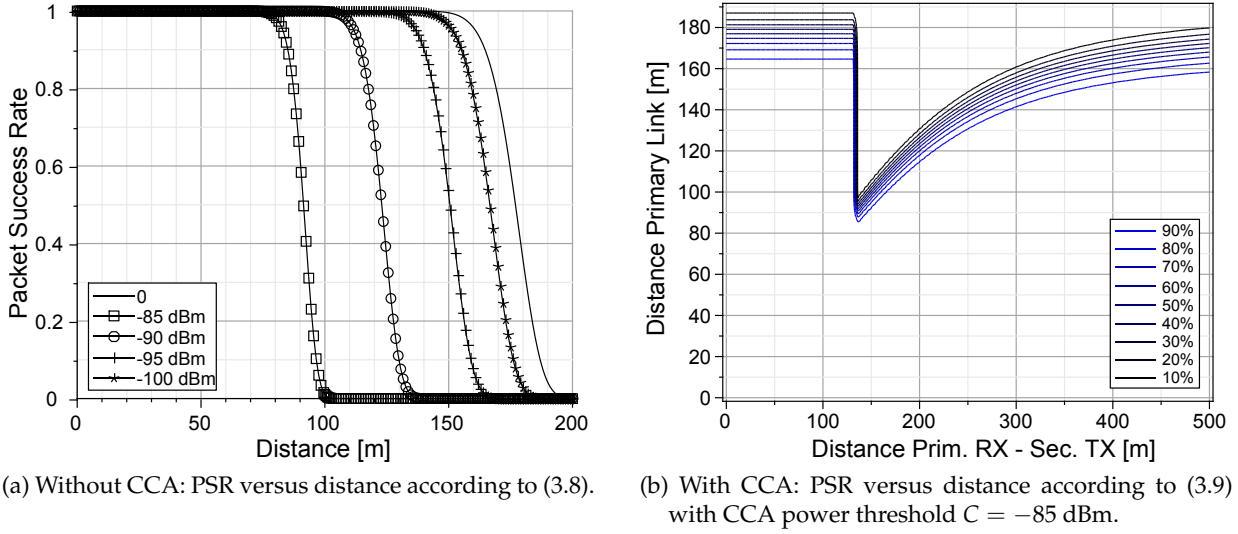 Packet Success Rate
1
0.8
0.6
0.4
0.2
0
0
-85 dBm
-90 dBm
-95 dBm
-100 dBm
0 50 100 150 200
Distance [m]
(a) Without CCA: PSR versus distance according to (3.8).
Distance Primary Link [m]
180
160
140
120
100
80
60
40
20
0
90%
80%
70%
60%
50%
40%
30%
20%
10%
0 100 200 300 400 500
Distance Prim. RX - Sec. TX [m]
(b) With CCA: PSR versus distance according to (3.9)
with CCA power threshold C = −85 dBm.